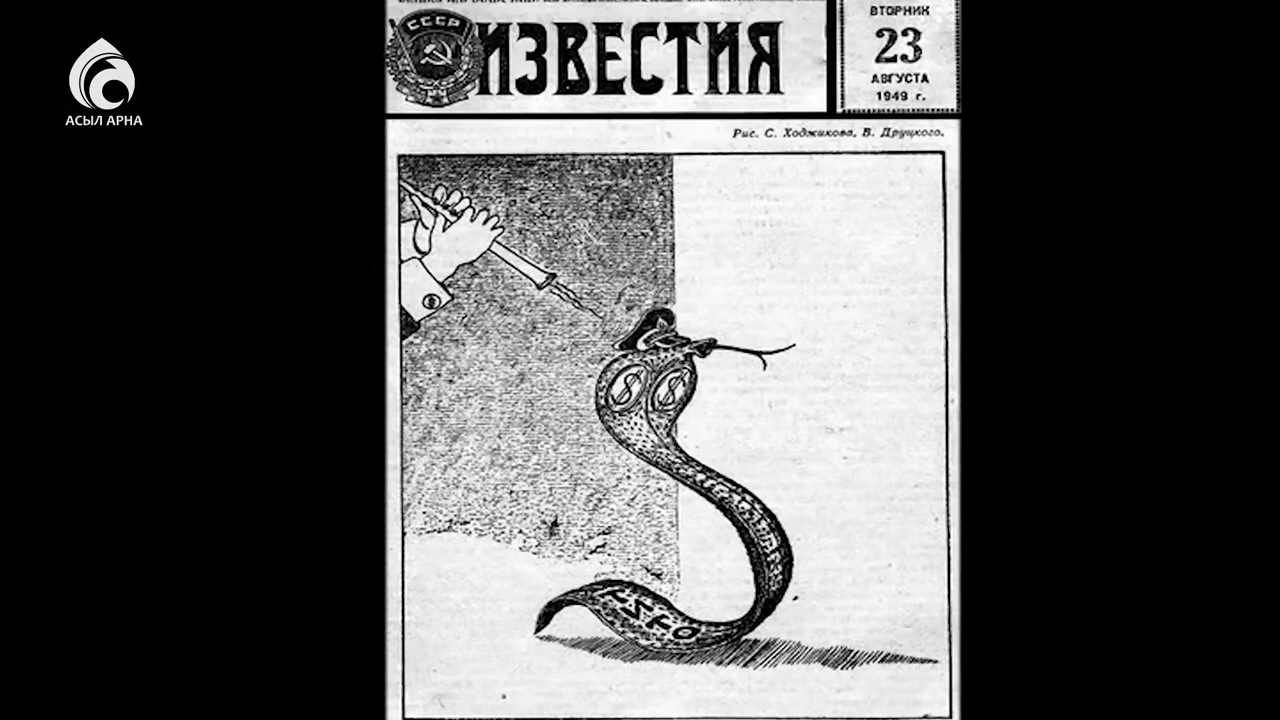 АСЫЛ АРНА
СССР
ИЗВЕСТИЯ
ВТОРНИК
23
АВГУСТА
1949 г.
Рис. С. Ходжикова, В. Друцкого.
$ $